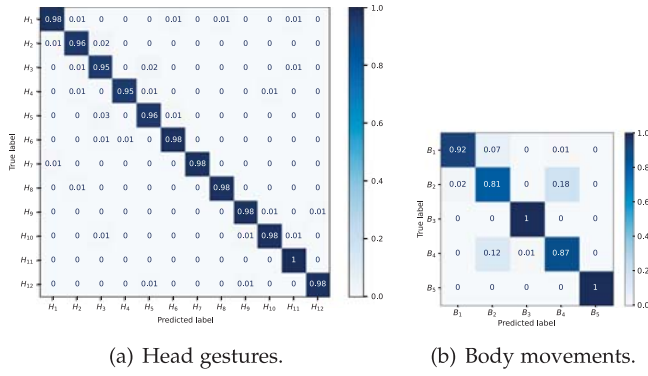 H1 0.98 0.01 0 0 0 0.01 0 0.01 0 0 0.01 0
H2 0.01 0.96 0.02 0 0 0 0 0 0 0 0 0
H3 0 0.01 0.95 0 0.02 0 0 0 0 0 0.01 0
H4 0 0.01 0 0.95 0.01 0 0 0 0 0.01 0 0
H5 0 0 0.03 0 0.96 0.01 0 0 0 0 0 0
H6 0 0 0.01 0.01 0 0.98 0 0 0 0 0 0
H7 0.01 0 0 0 0 0 0.98 0 0 0 0 0
H8 0 0.01 0 0 0 0 0 0.98 0 0 0 0
H9 0 0 0 0 0 0 0 0 0.98 0.01 0 0.01
H10 0 0 0.01 0 0 0 0 0 0.01 0.98 0.01 0
H11 0 0 0 0 0 0 0 0 0 0 1 0
H12 0 0 0 0 0.01 0 0 0 0.01 0 0 0.98
H1 H2 H3 H4 H5 H6 H7 H8 H9 H10 H11 H12
True label
Predicted label
1.0
0.8
0.6
0.4
0.2
0.0
(a) Head gestures.
B1 0.92 0.07 0 0.01 0
B2 0.02 0.81 0 0.18 0
B3 0 0 1 0 0
B4 0 0.12 0.01 0.87 0
B5 0 0 0 0 1
B1 B2 B3 B4 B5
True label
Predicted label
1.0
0.8
0.6
0.4
0.2
0.0
(b) Body movements.